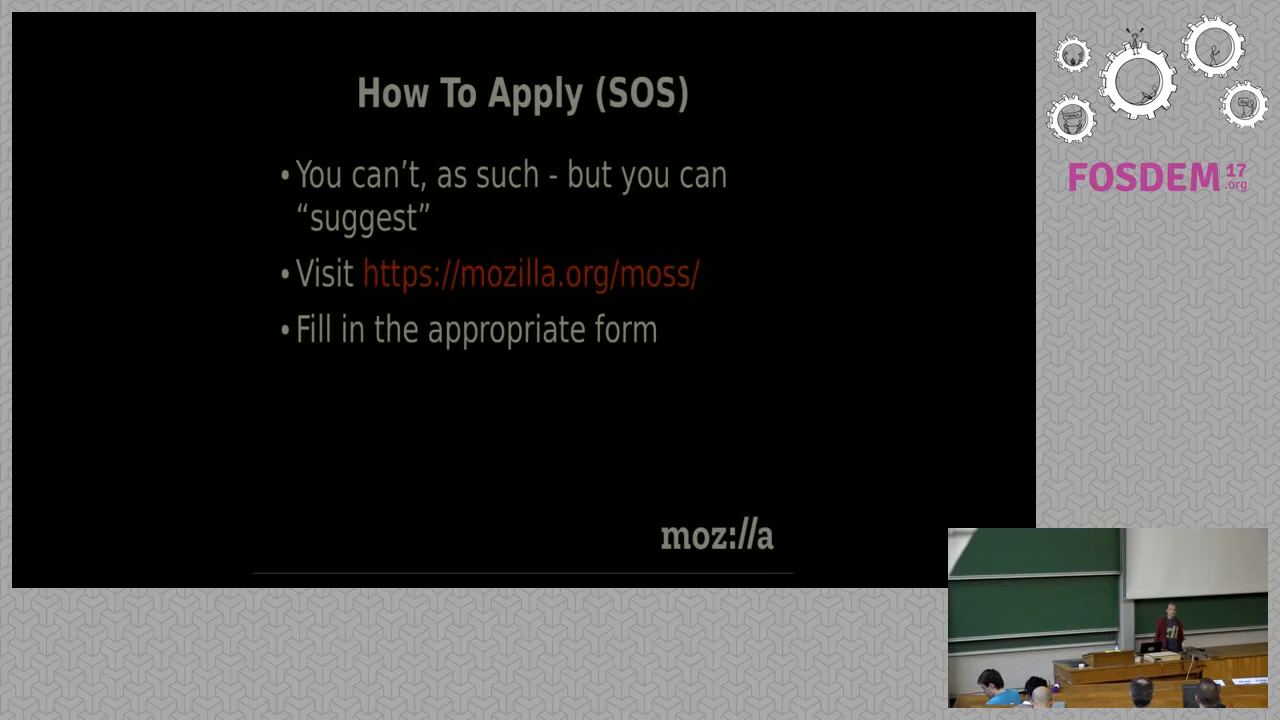 How To Apply (SOS)
•You can’t, as such - but you can
“suggest”
•Visit https://mozilla.org/moss/
•Fill in the appropriate form
moz://a
FOSDEM 17
.org